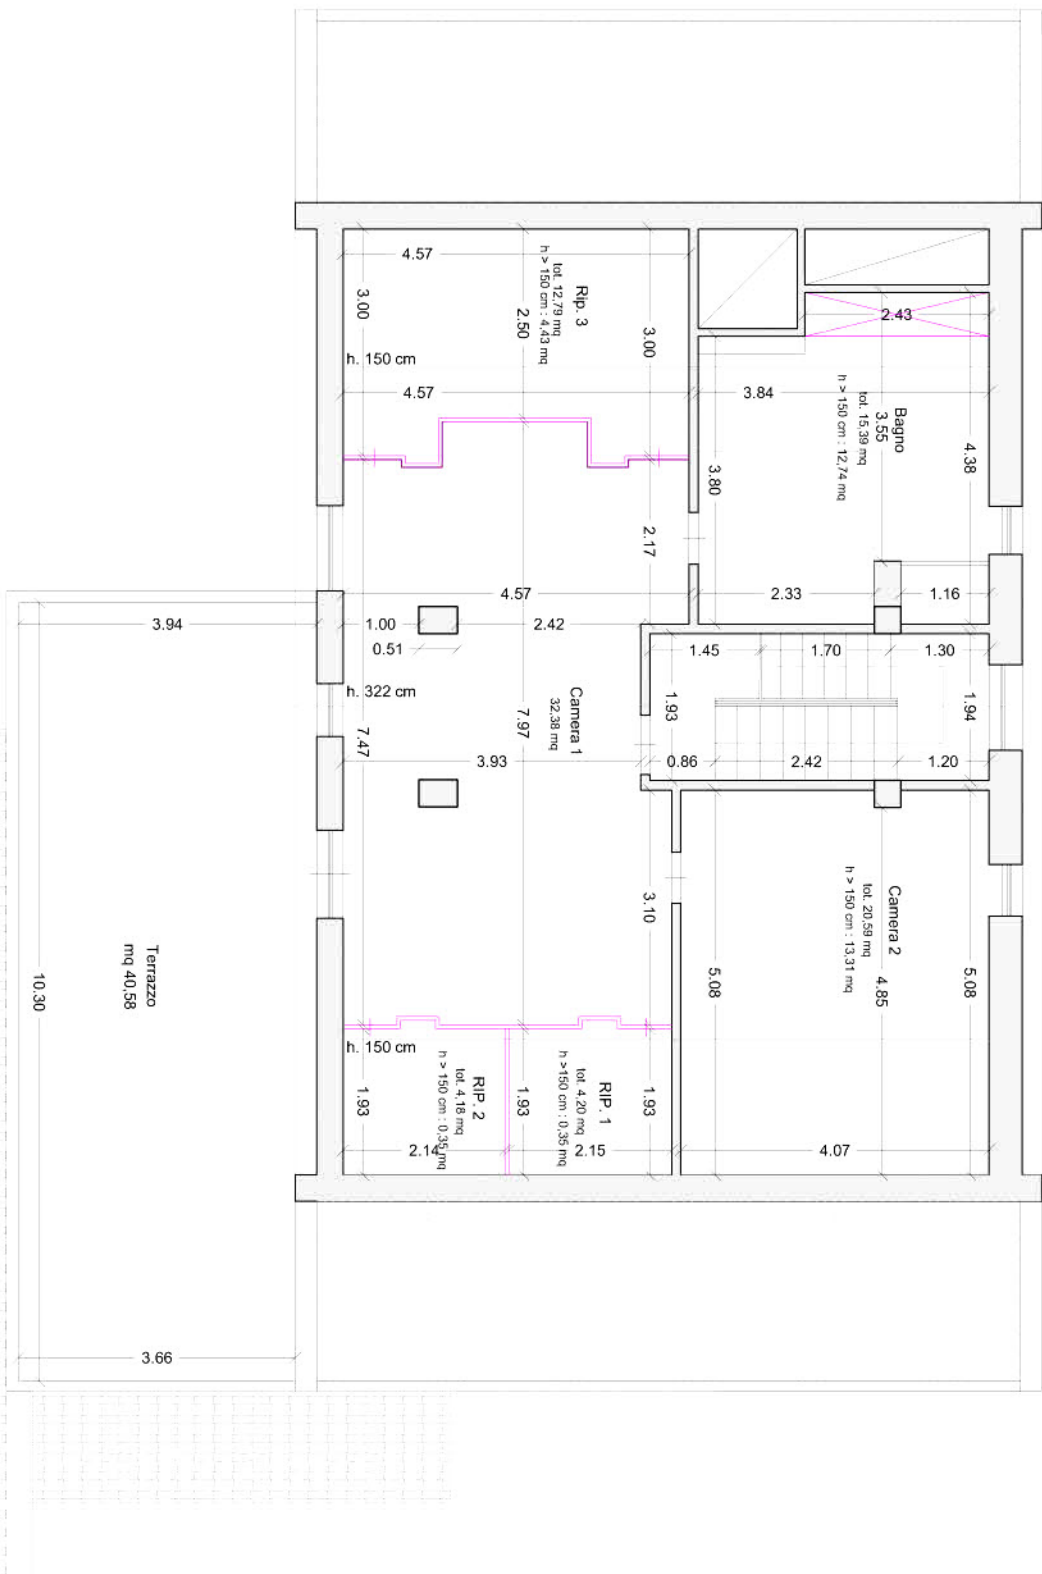 4.57
3.00
2.50
Rip. 3
tot. 12,79 mq
h > 150 cm : 4,43 mq
3.00
h. 150 cm
4.57
2.43
3.84
Bagno
tot. 15,39 mq
h > 150 cm : 12,74 mq
3.55
4.38
3.80
2.17
4.57
2.33
1.16
3.94
1.00
2.42
0.51
1.45
1.70
1.30
h. 322 cm
7.47
7.97
Camera 1
32,38 mq
1.93
1.94
3.93
0.86
2.42
1.20
3.10
5.08
Camera 2
tot. 20,59 mq
h > 150 cm : 13,31 mq
4.85
5.08
10.30
Terrazzo
mq 40,58
h. 150 cm
1.93
RIP. 2
tot. 4,18 mq
h > 150 cm : 0,35 mq
1.93
RIP. 1
tot. 4,20 mq
h >150 cm : 0,35 mq
1.93
2.14
2.15
4.07
3.66